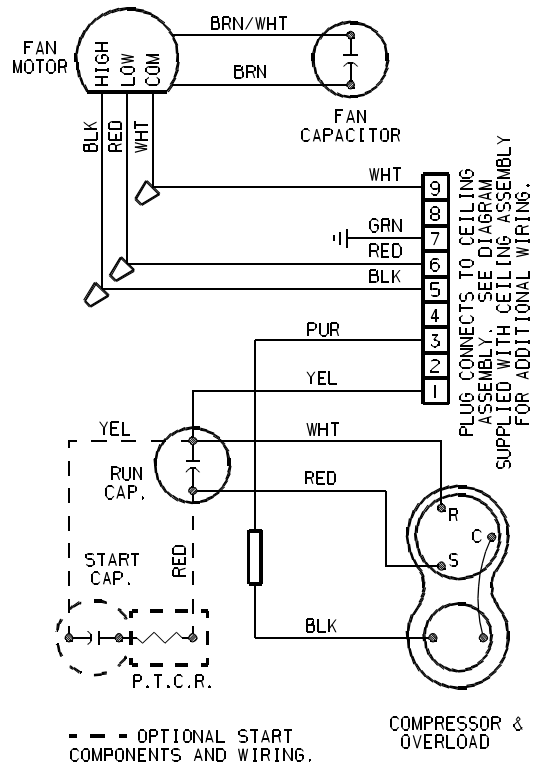 BRN/WHT
FAN
MOTOR
HIGH
LOW
COM
BRN
FAN
CAPACITOR
BLK
RED
WHT
WHT
9
8
GRN
7
RED
6
BLK
5
4
PUR
3
2
YEL
1
PLUG CONNECTS TO CEILING
ASSEMBLY. SEE DIAGRAM
SUPPLIED WITH CEILING ASSEMBLY
FOR ADDITIONAL WIRING.
YEL
WHT
RUN
CAP.
RED
R
C
S
START
CAP.
RED
BLK
P.T.C.R.
COMPRESSOR &
OVERLOAD
OPTIONAL START
COMPONENTS AND WIRING.